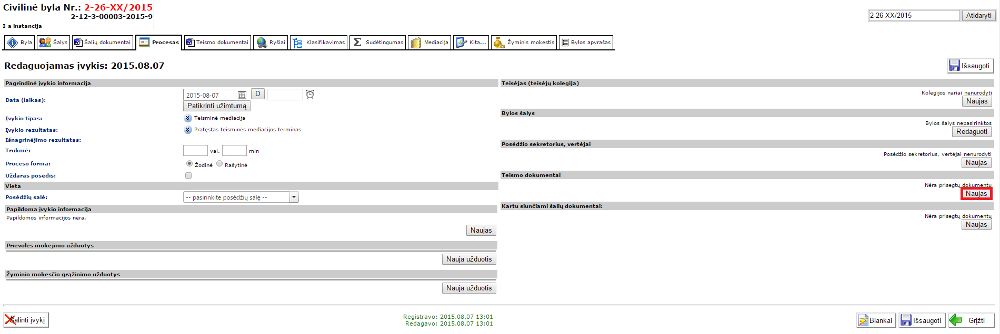 Civilinė byla Nr.: 2-26-XX/2015
2-12-3-00003-2015-9
I-a instancija
2-26-XX/2015 Atidaryti
Byla Šalys Šalių dokumentai Procesas Teismo dokumentai Ryšiai Klasifikavimas Sudėtingumas Mediacija Kita... Žyminis mokestis Bylos apyrašas
Redaguojamas įvykis: 2015.08.07
Išsaugoti
Pagrindinė įvykio informacija
Data (laikas): 2015-08-07 D
Patikrinti užimtumą
Įvykio tipas: Teisminė mediacija
Įvykio rezultatas: Pratęstas teisminės mediacijos terminas
Išnagrinėjimo rezultatas:
Trukmė: val. min
Proceso forma: Žodinė Rašytinė
Uždaras posėdis:
Vieta
Posėdžių salė: -- pasirinkite posėdžių salę --
Papildoma įvykio informacija
Papildomos informacijos nėra.
Naujas
Prievolės mokėjimo užduotys
Nauja užduotis
Žyminio mokesčio grąžinimo užduotys
Nauja užduotis
Teisėjas (teisėjų kolegija)
Kolegijos nariai nenurodyti
Naujas
Bylos šalys
Bylos šalys nepasirinktos
Redaguoti
Posėdžio sekretorius, vertėjai
Posėdžio sekretorius, vertėjai nenurodyti
Naujas
Teismo dokumentai
Nėra prisegtų dokumentų
Naujas
Kartu siunčiami šalių dokumentai:
Nėra prisegtų dokumentų
Naujas
Šalinti įvykį
Registravo: 2015.08.07 13:01
Redagavo: 2015.08.07 13:01
Blankai Išsaugoti Grįžti